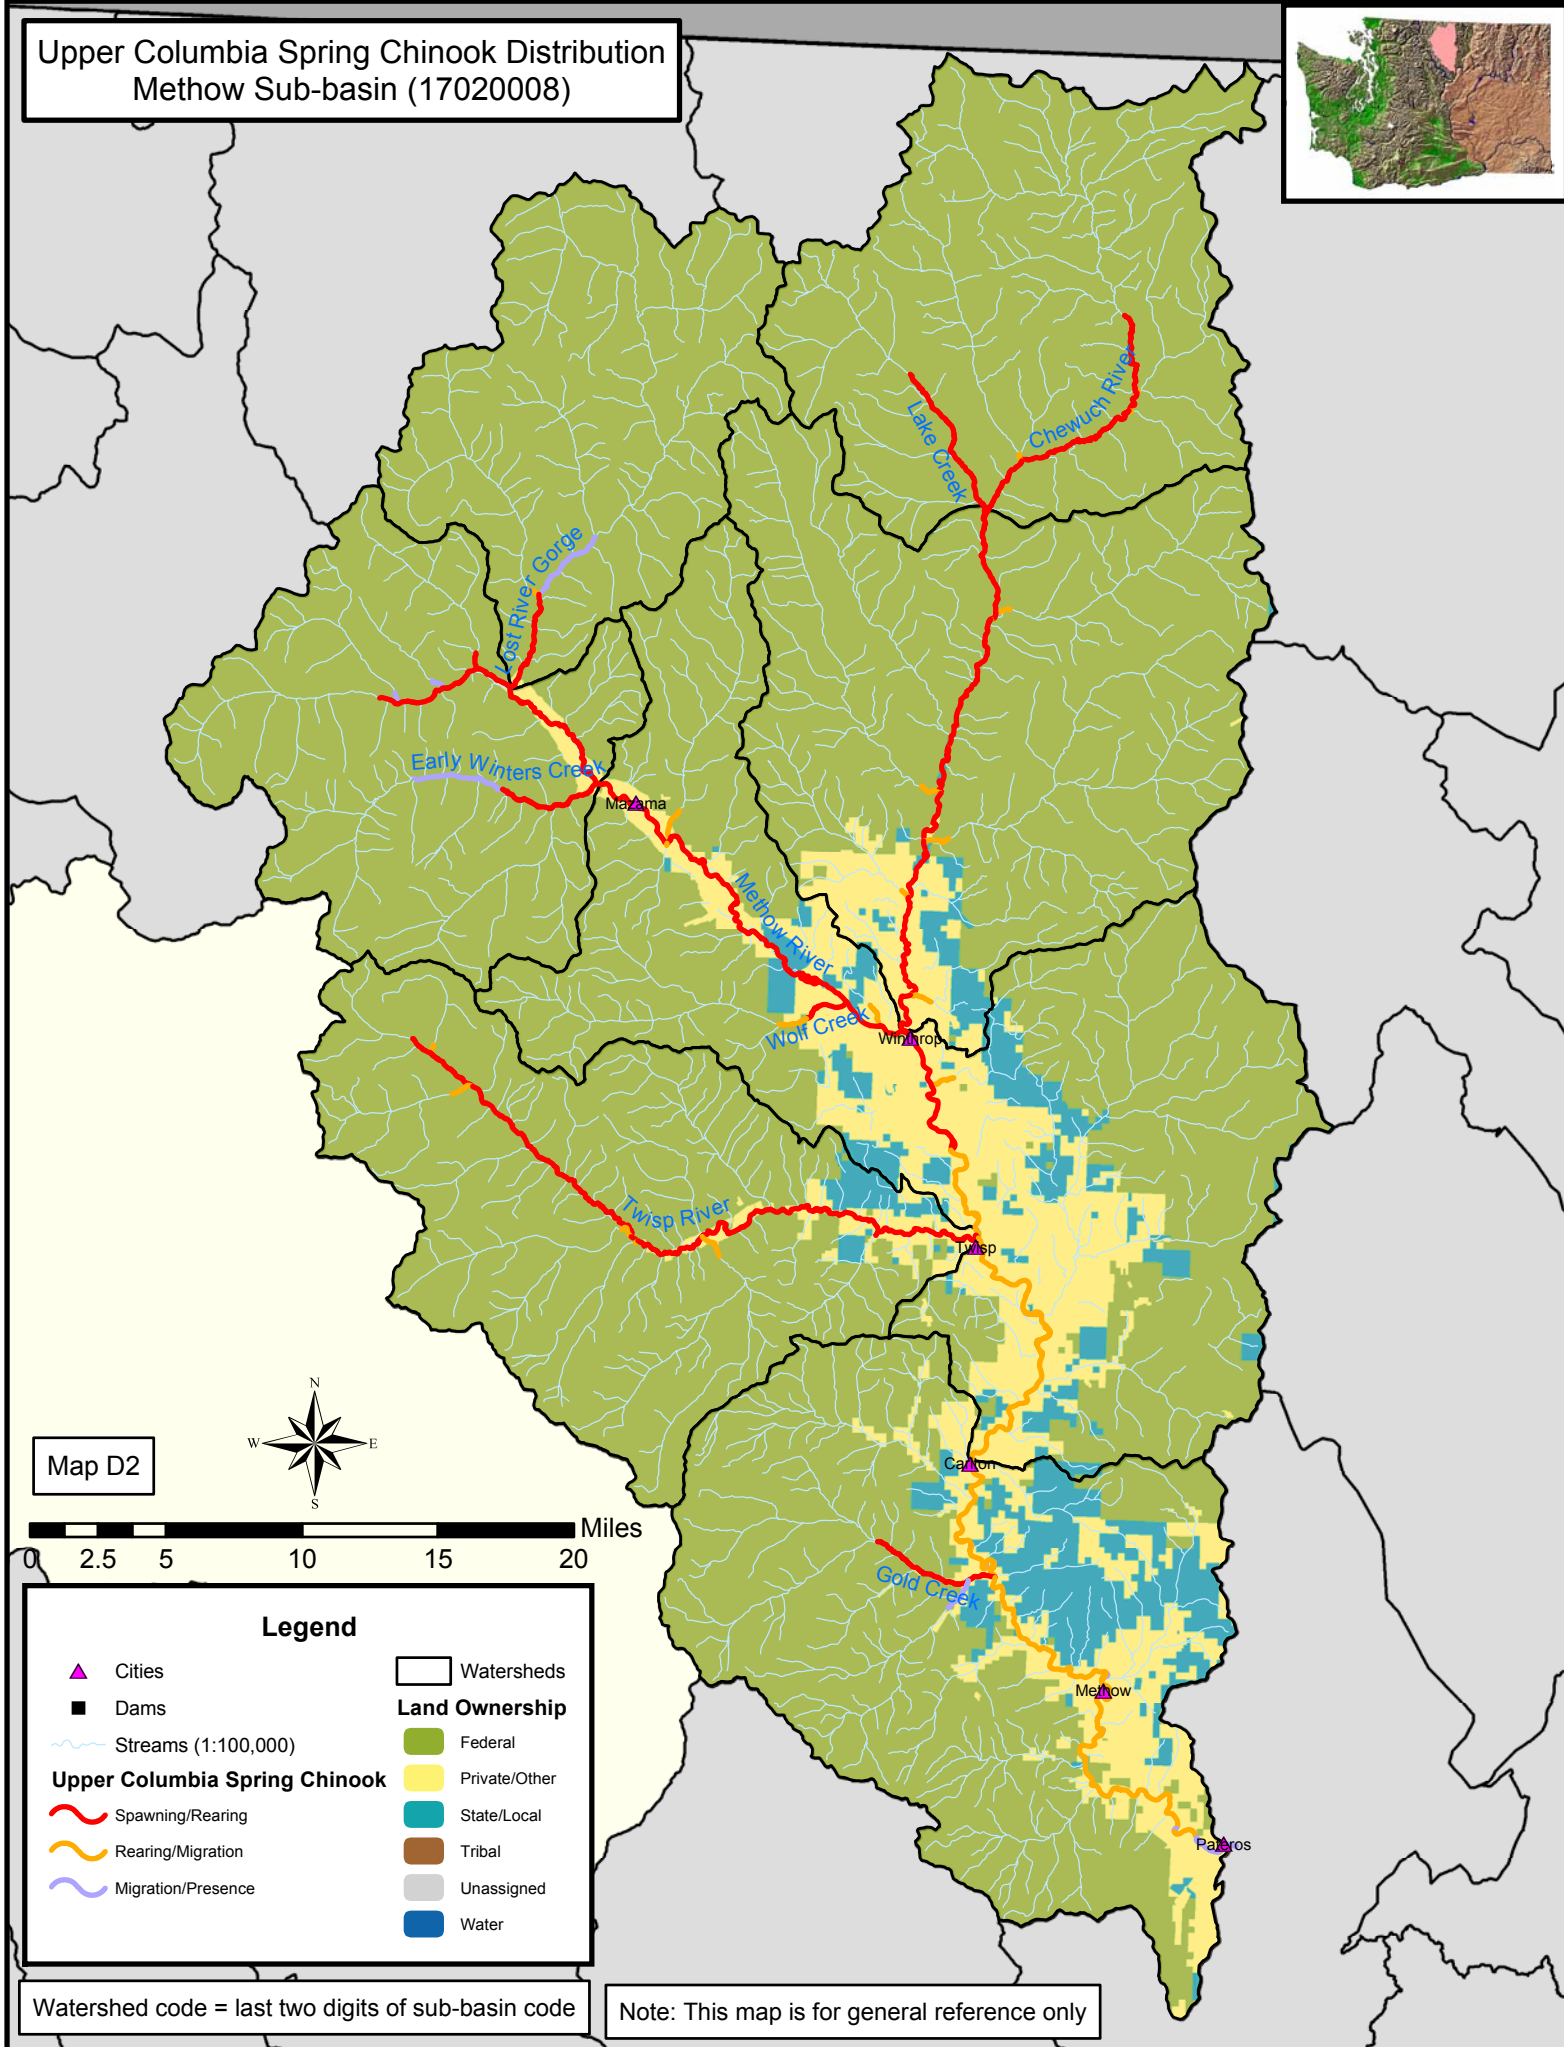 Upper Columbia Spring Chinook Distribution
Methow Sub-basin (17020008)
Chewuch River
Lake Creek
Lost River Gorge
Early Winters Creek
Mazama
Methow River
Wolf Creek
Winthrop
Twisp River
Twisp
N
W
E
S
Map D2
Carlton
Miles
0
2.5
5
10
15
20
Gold Creek
Methow
Pateros
Legend
Cities
Dams
Streams (1:100,000)
Upper Columbia Spring Chinook
Spawning/Rearing
Rearing/Migration
Migration/Presence
Watersheds
Land Ownership
Federal
Private/Other
State/Local
Tribal
Unassigned
Water
Watershed code = last two digits of sub-basin code
Note: This map is for general reference only